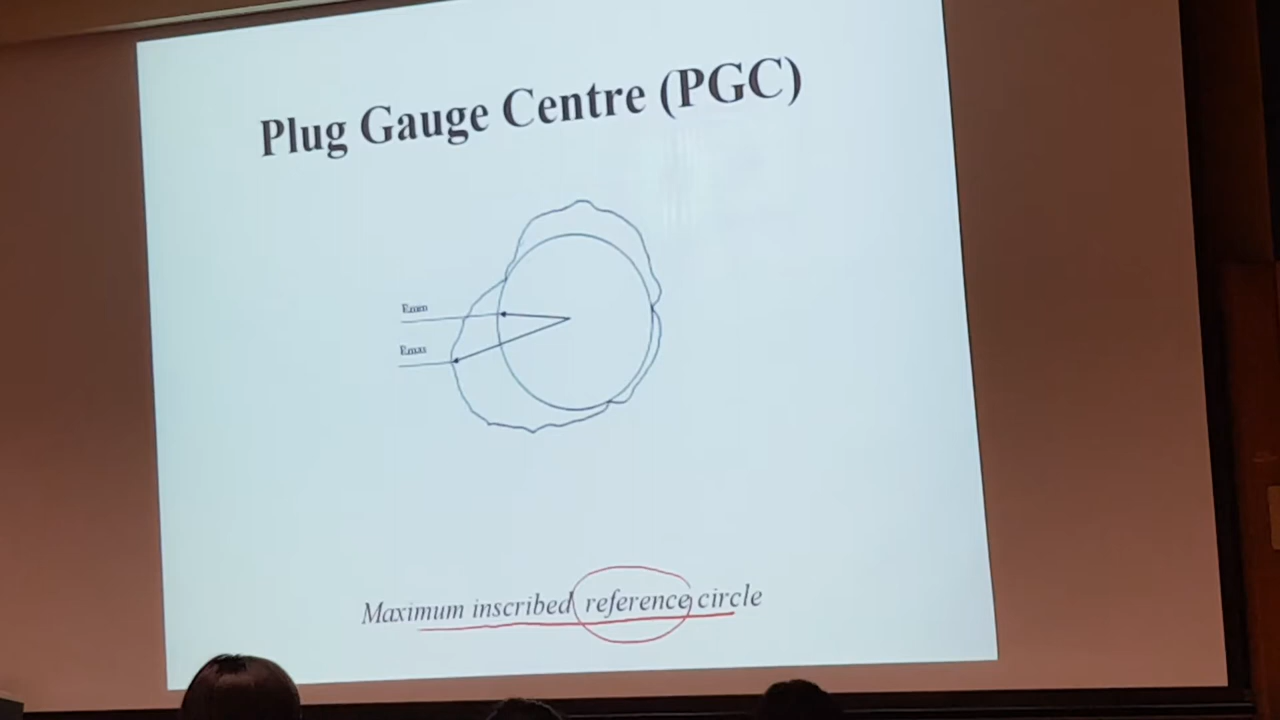 Plug Gauge Centre (PGC)
Emin
Emax
Maximum inscribed reference circle